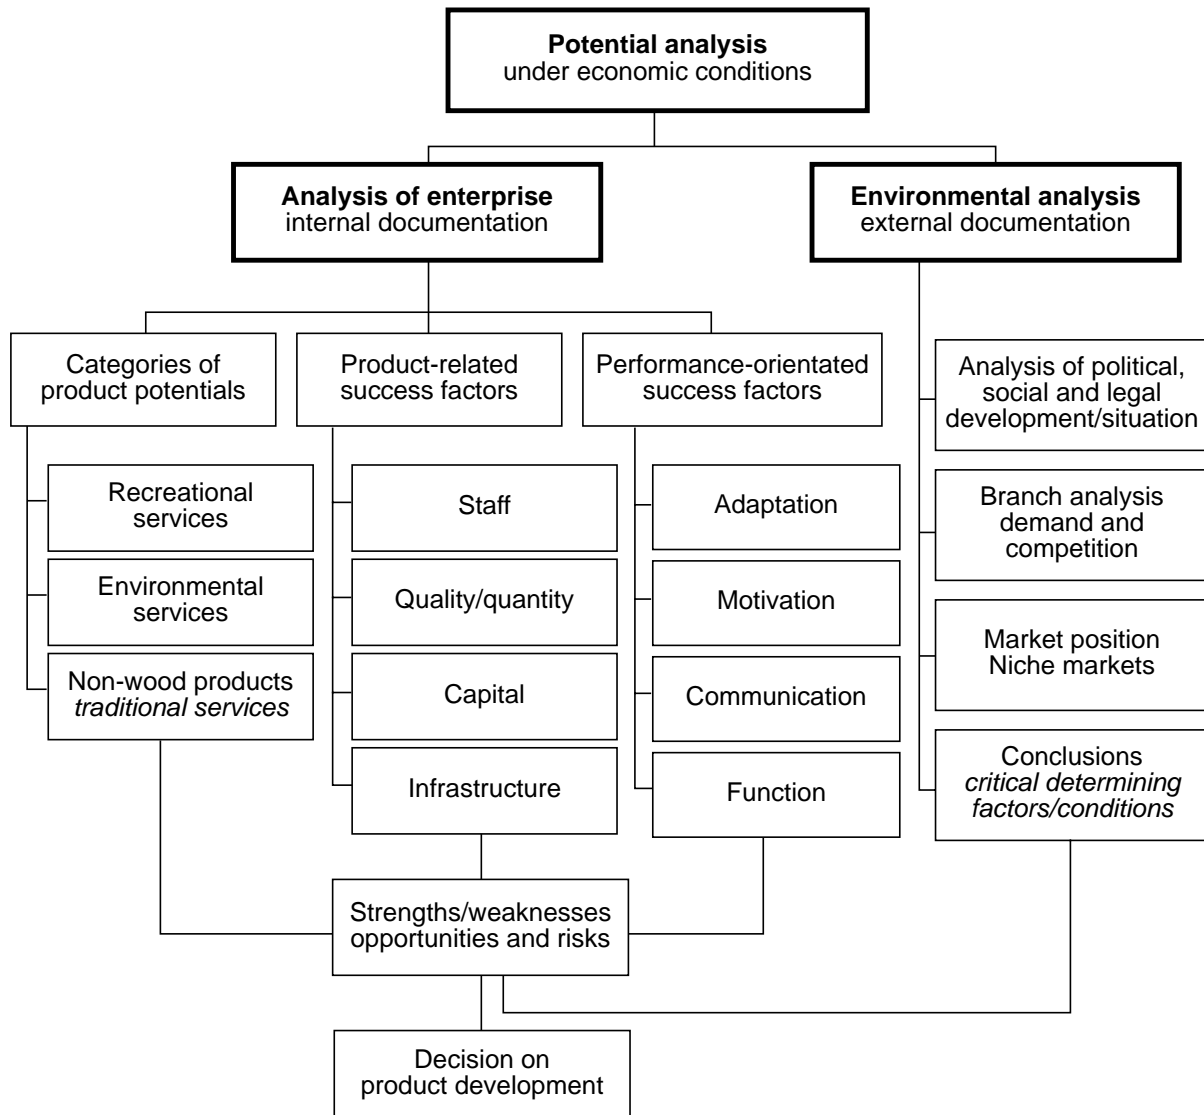 Potential analysis
under economic conditions
Analysis of enterprise
internal documentation
Environmental analysis
external documentation
Categories of
product potentials
Product-related
success factors
Performance-orientated
success factors
Analysis of political,
social and legal
development/situation
Recreational
services
Staff
Adaptation
Branch analysis
demand and
competition
Environmental
services
Quality/quantity
Motivation
Market position
Niche markets
Non-wood products
traditional services
Capital
Communication
Conclusions
critical determining
factors/conditions
Infrastructure
Function
Strengths/weaknesses
opportunities and risks
Decision on
product development